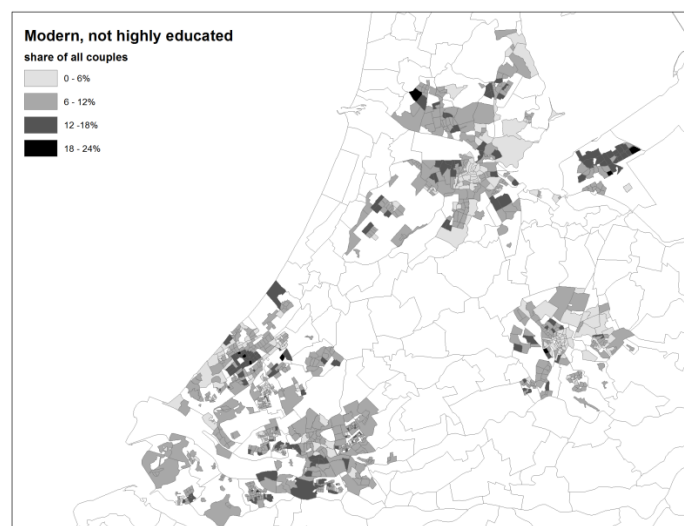 Modern, not highly educated
share of all couples
0 - 6%
6 - 12%
12 -18%
18 - 24%